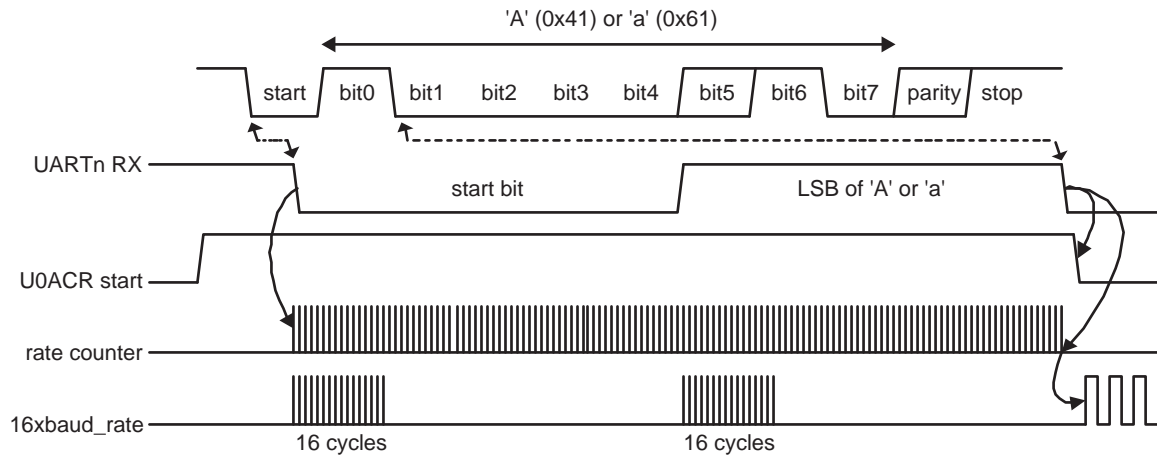 'A' (0x41) or 'a' (0x61)
start bit0 bit1 bit2 bit3 bit4 bit5 bit6 bit7 parity stop
UARTn RX
start bit LSB of 'A' or 'a'
U0ACR start
rate counter
16xbaud_rate
16 cycles 16 cycles